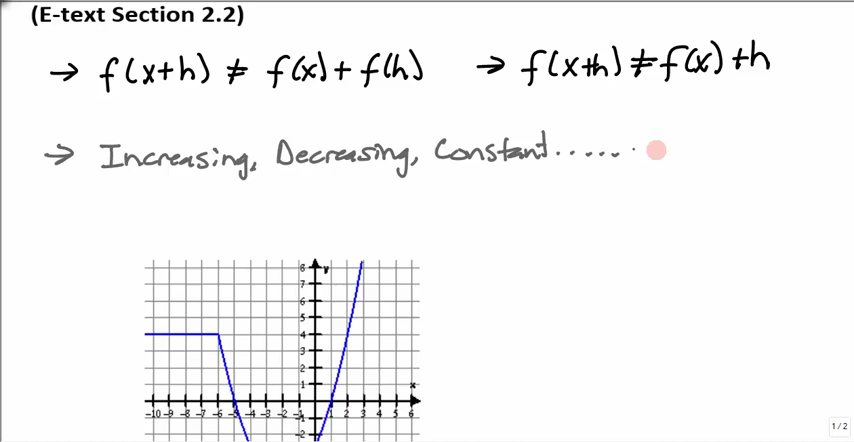 (E-text Section 2.2)
→ f(x+h) ≠ f(x) + f(h) → f(x+h) ≠ f(x) + h
→ Increasing, Decreasing, Constant.......
8 y
7
6
5
4
3
2
1 x
-10 -9 -8 -7 -6 -5 -4 -3 -2 -1 1 2 3 4 5 6
-1
-2
1/2